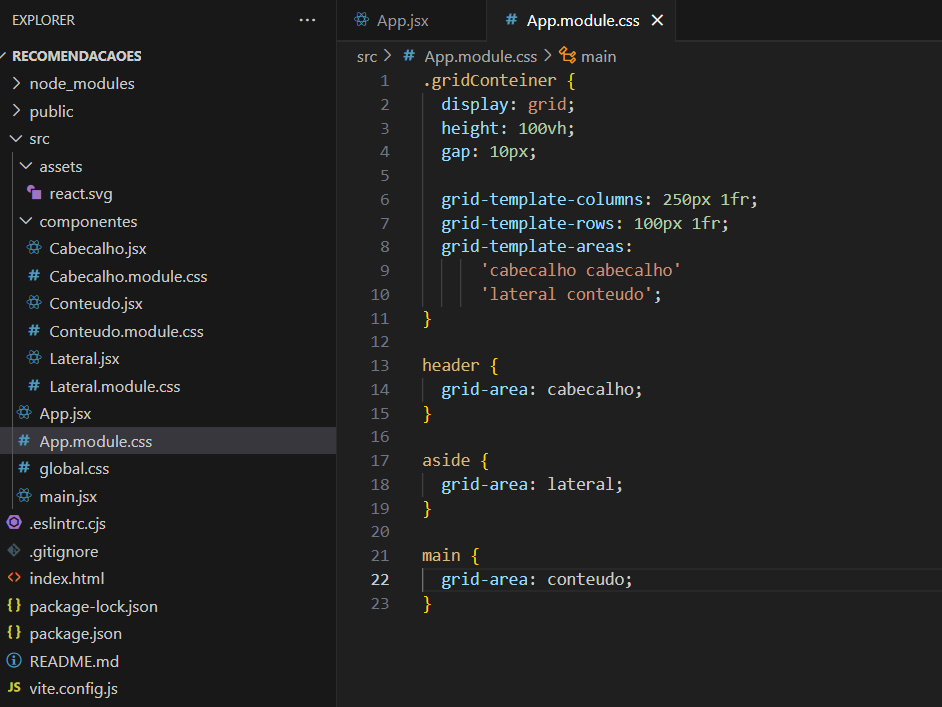 EXPLORER
RECOMENDACAOES
node_modules
public
src
assets
react.svg
componentes
Cabecalho.jsx
Cabecalho.module.css
Conteudo.jsx
Conteudo.module.css
Lateral.jsx
Lateral.module.css
App.jsx
App.module.css
global.css
main.jsx
.eslintrc.cjs
.gitignore
index.html
package-lock.json
package.json
README.md
JS vite.config.js
App.jsx
# App.module.css
src > # App.module.css > main
1 .gridConteiner {
2 display: grid;
3 height: 100vh;
4 gap: 10px;
5
6 grid-template-columns: 250px 1fr;
7 grid-template-rows: 100px 1fr;
8 grid-template-areas:
9 'cabecalho cabecalho'
10 'lateral conteudo';
11 }
12
13 header {
14 grid-area: cabecalho;
15 }
16
17 aside {
18 grid-area: lateral;
19 }
20
21 main {
22 grid-area: conteudo;
23 }